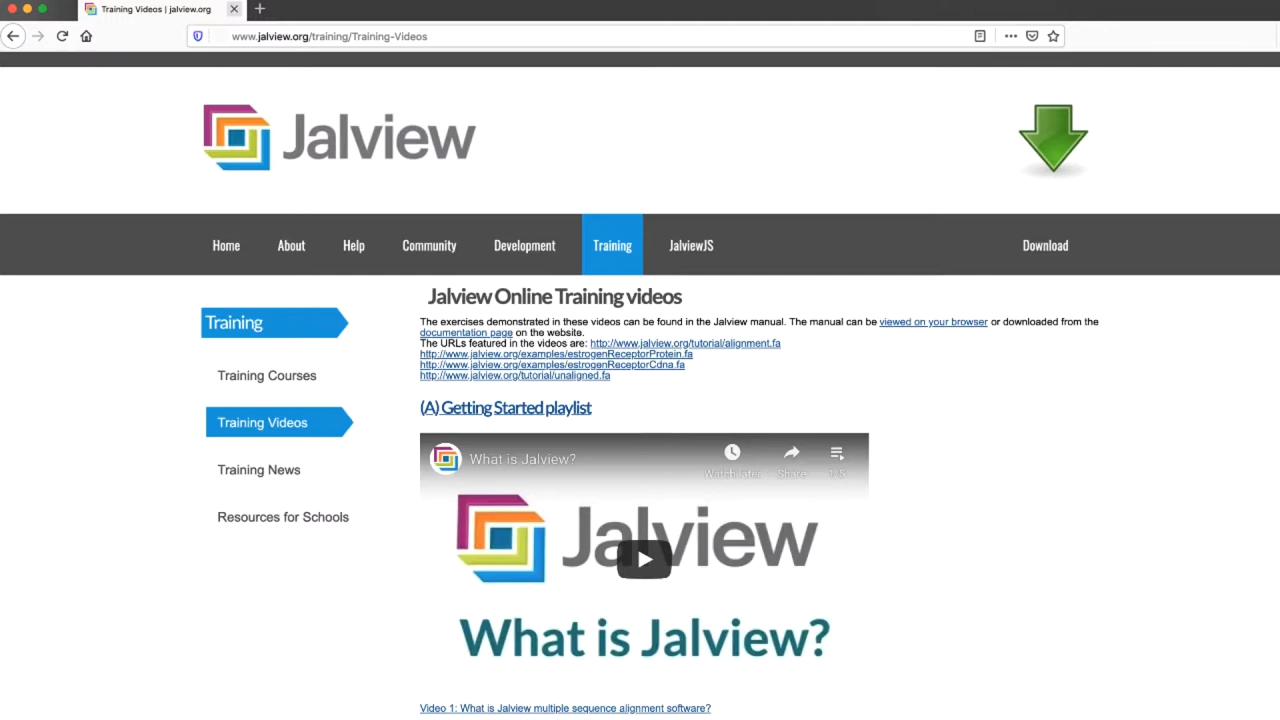 Training Videos | jalview.org
www.jalview.org/training/Training-Videos
Jalview
Home About Help Community Development Training JalviewJS Download
Training
Training Courses
Training Videos
Training News
Resources for Schools
Jalview Online Training videos
The exercises demonstrated in these videos can be found in the Jalview manual. The manual can be viewed on your browser or downloaded from the
documentation page on the website.
The URLs featured in the videos are: http://www.jalview.org/tutorial/alignment.fa
http://www.jalview.org/examples/estrogenReceptorProtein.fa
http://www.jalview.org/examples/estrogenReceptorCdna.fa
http://www.jalview.org/tutorial/unaligned.fa
(A) Getting Started playlist
What is Jalview?
Watch later Share 1/5
Jalview
What is Jalview?
Video 1: What is Jalview multiple sequence alignment software?